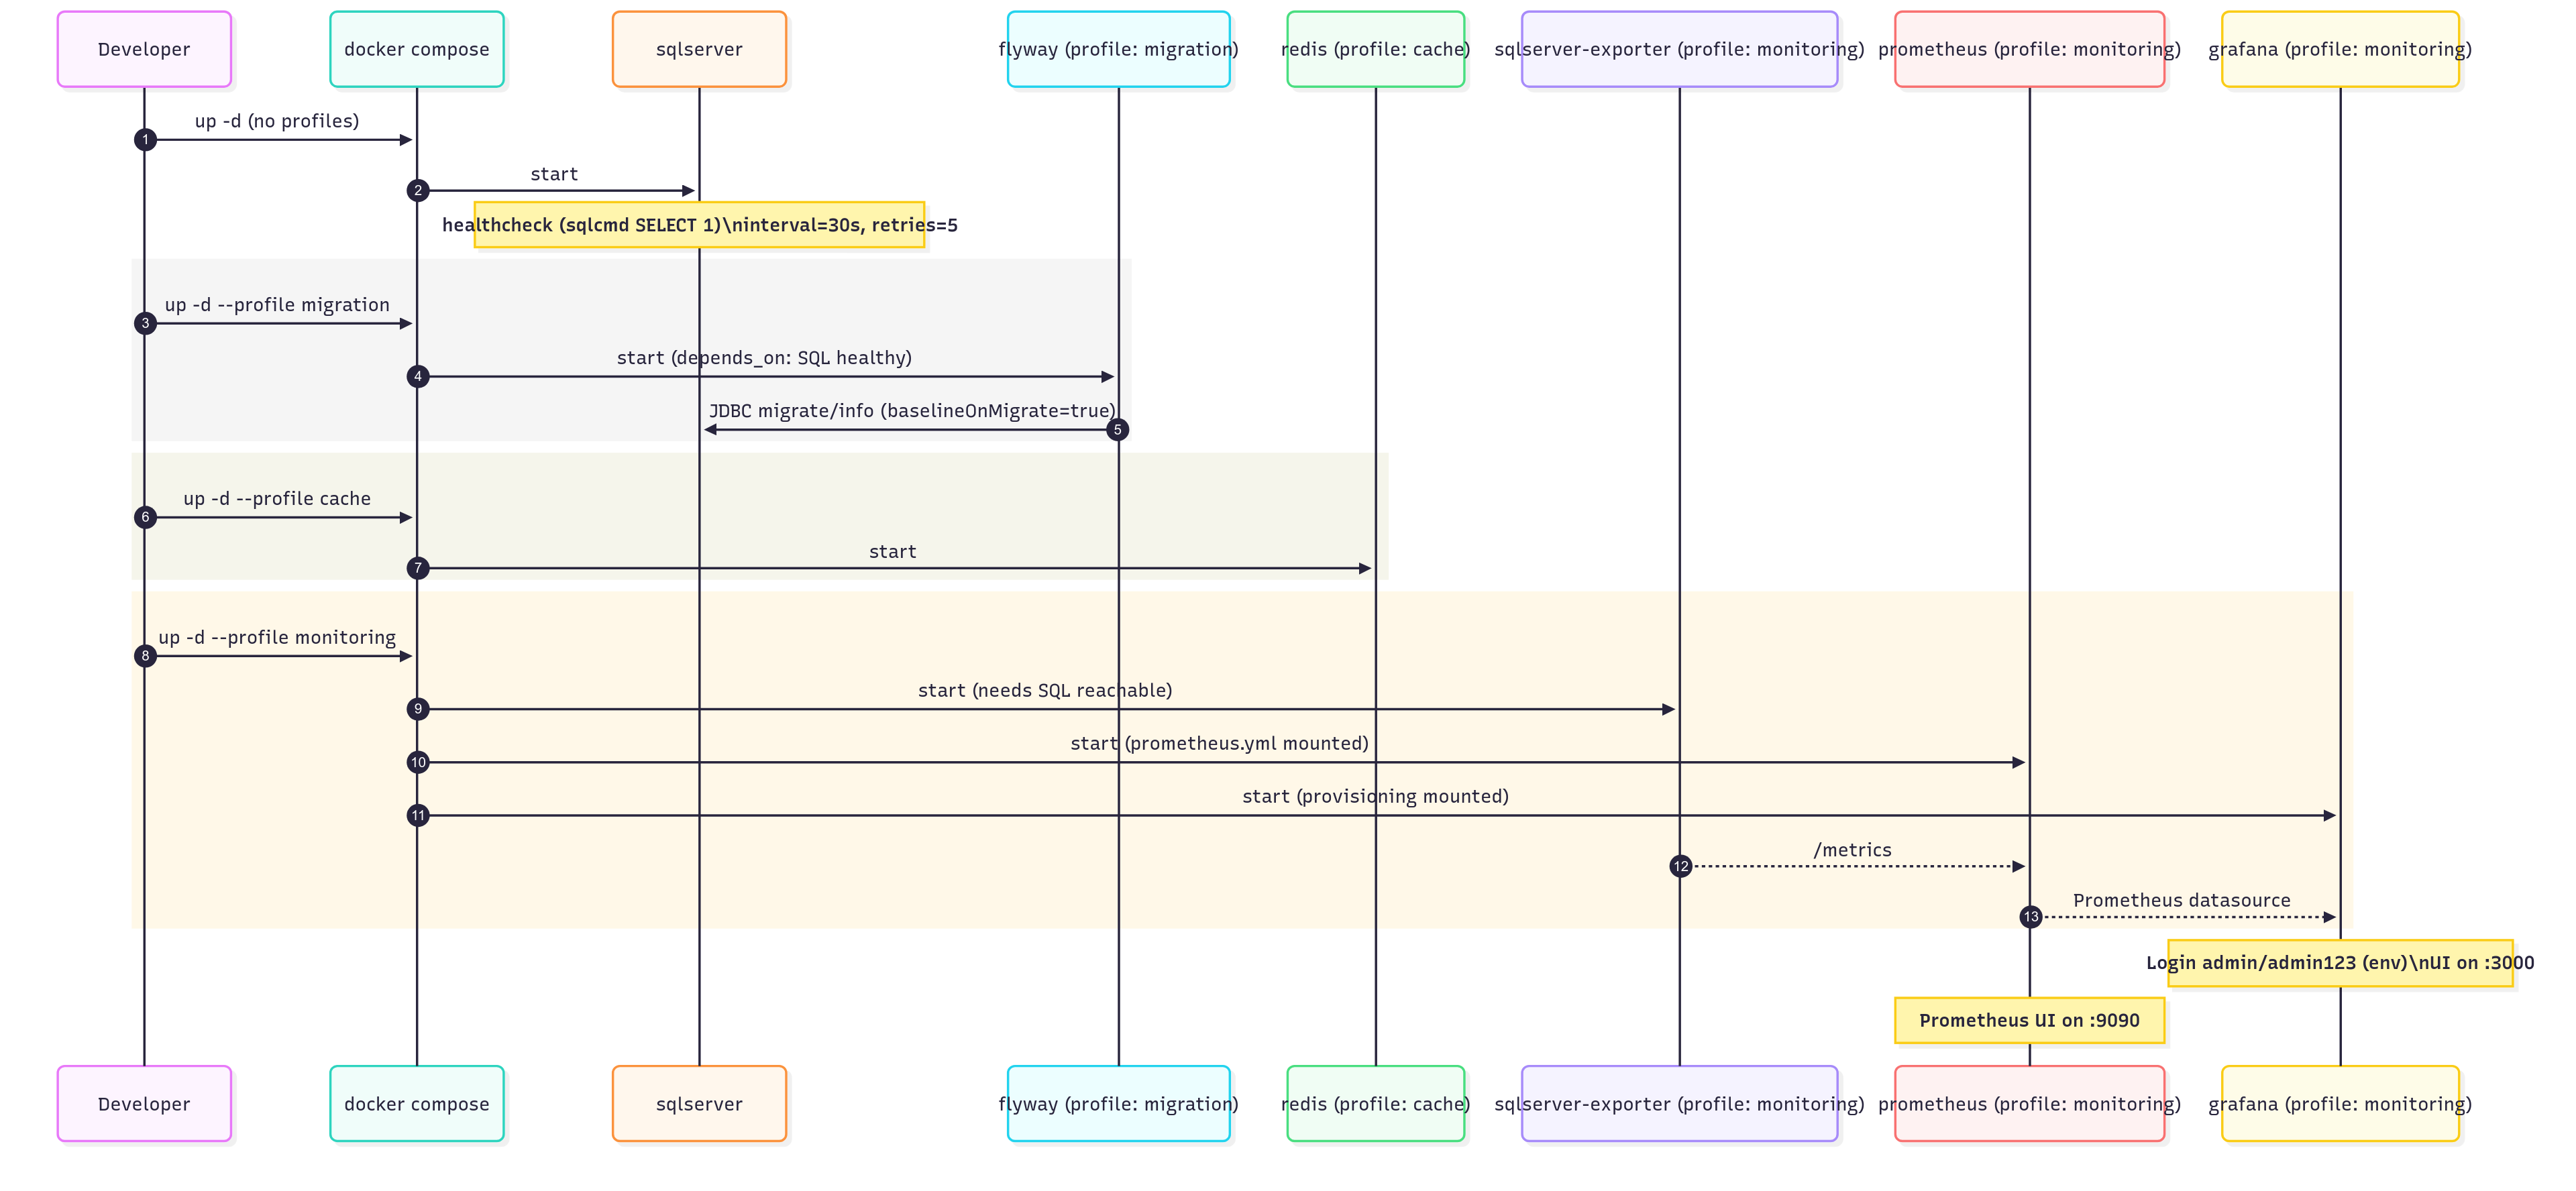 Developer
docker compose
sqlserver
flyway (profile: migration)
redis (profile: cache)
sqlserver-exporter (profile: monitoring)
prometheus (profile: monitoring)
grafana (profile: monitoring)
up -d (no profiles)
1
start
2
healthcheck (sqlcmd SELECT 1)\ninterval=30s, retries=5
up -d --profile migration
3
start (depends_on: SQL healthy)
4
JDBC migrate/info (baselineOnMigrate=true)
5
up -d --profile cache
6
start
7
up -d --profile monitoring
8
start (needs SQL reachable)
9
start (prometheus.yml mounted)
10
start (provisioning mounted)
11
/metrics
12
Prometheus datasource
13
Login admin/admin123 (env)\nUI on :3000
Prometheus UI on :9090
Developer
docker compose
sqlserver
flyway (profile: migration)
redis (profile: cache)
sqlserver-exporter (profile: monitoring)
prometheus (profile: monitoring)
grafana (profile: monitoring)